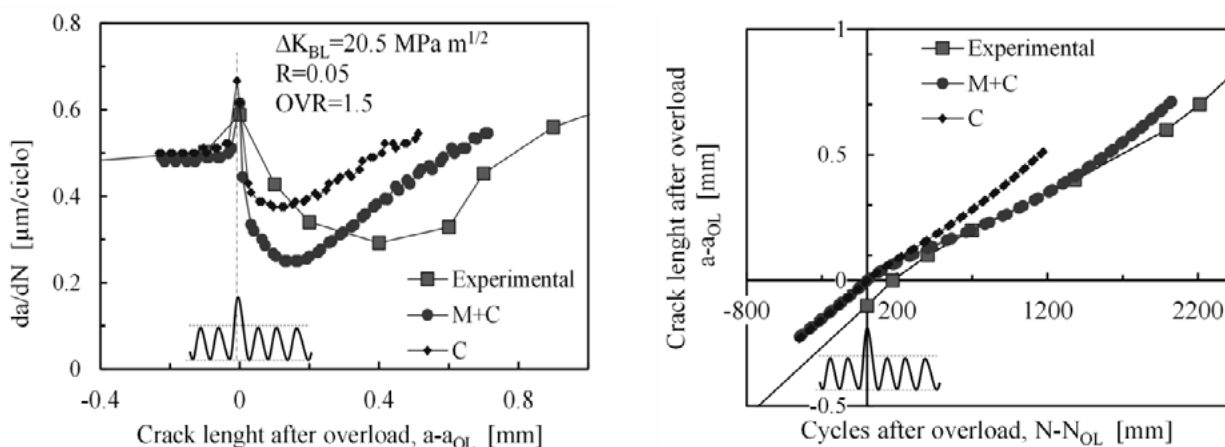 0.8
0.6
0.4
0.2
0
da/dN [µm/ciclo]
ΔK_BL=20.5 MPa m^1/2
R=0.05
OVR=1.5
Experimental
M+C
C
-0.4
0
0.4
0.8
Crack lenght after overload, a-a_OL [mm]
1
0.5
0
-0.5
Crack lenght after overload
a-a_OL [mm]
Experimental
M+C
C
-800
200
1200
2200
Cycles after overload, N-N_OL [mm]